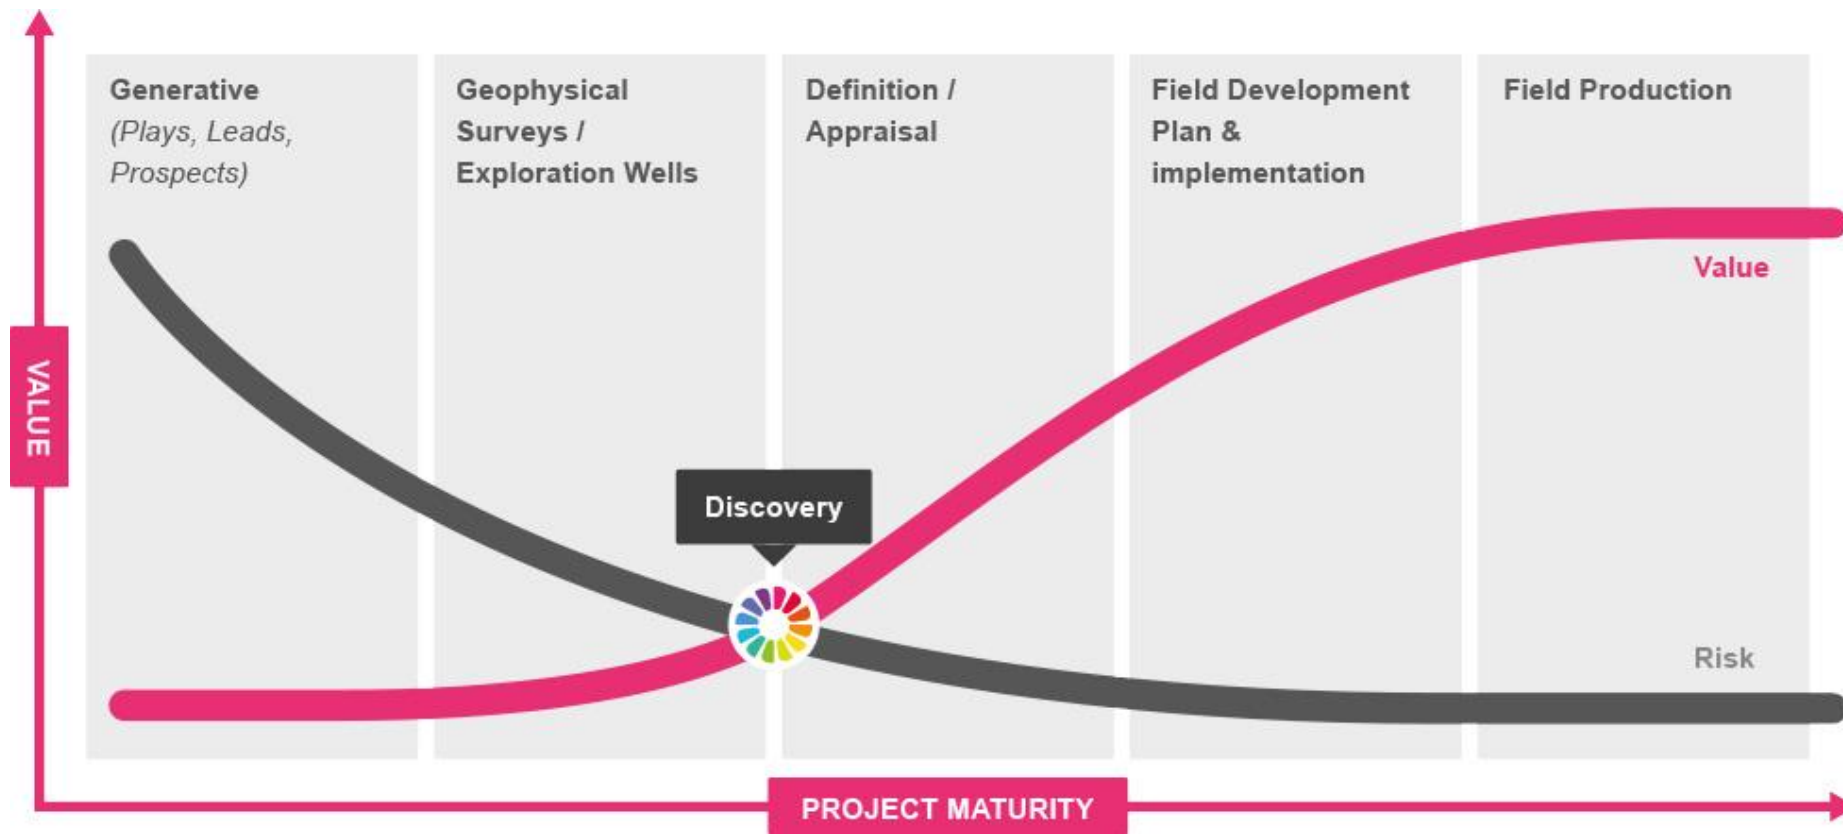 Generative
(Plays, Leads,
Prospects)
Geophysical
Surveys /
Exploration Wells
Definition /
Appraisal
Field Development
Plan &
implementation
Field Production
Value
VALUE
Discovery
Risk
PROJECT MATURITY